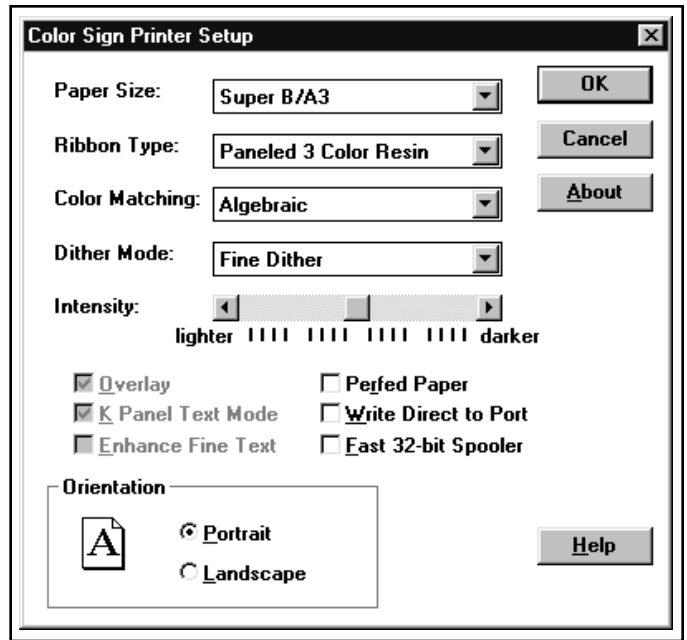 Color Sign Printer Setup
Paper Size: Super B/A3 OK
Ribbon Type: Paneled 3 Color Resin Cancel
Color Matching: Algebraic About
Dither Mode: Fine Dither
Intensity:
lighter darker
Overlay Perfed Paper
K Panel Text Mode Write Direct to Port
Enhance Fine Text Fast 32-bit Spooler
Orientation
A Portrait
Landscape
Help